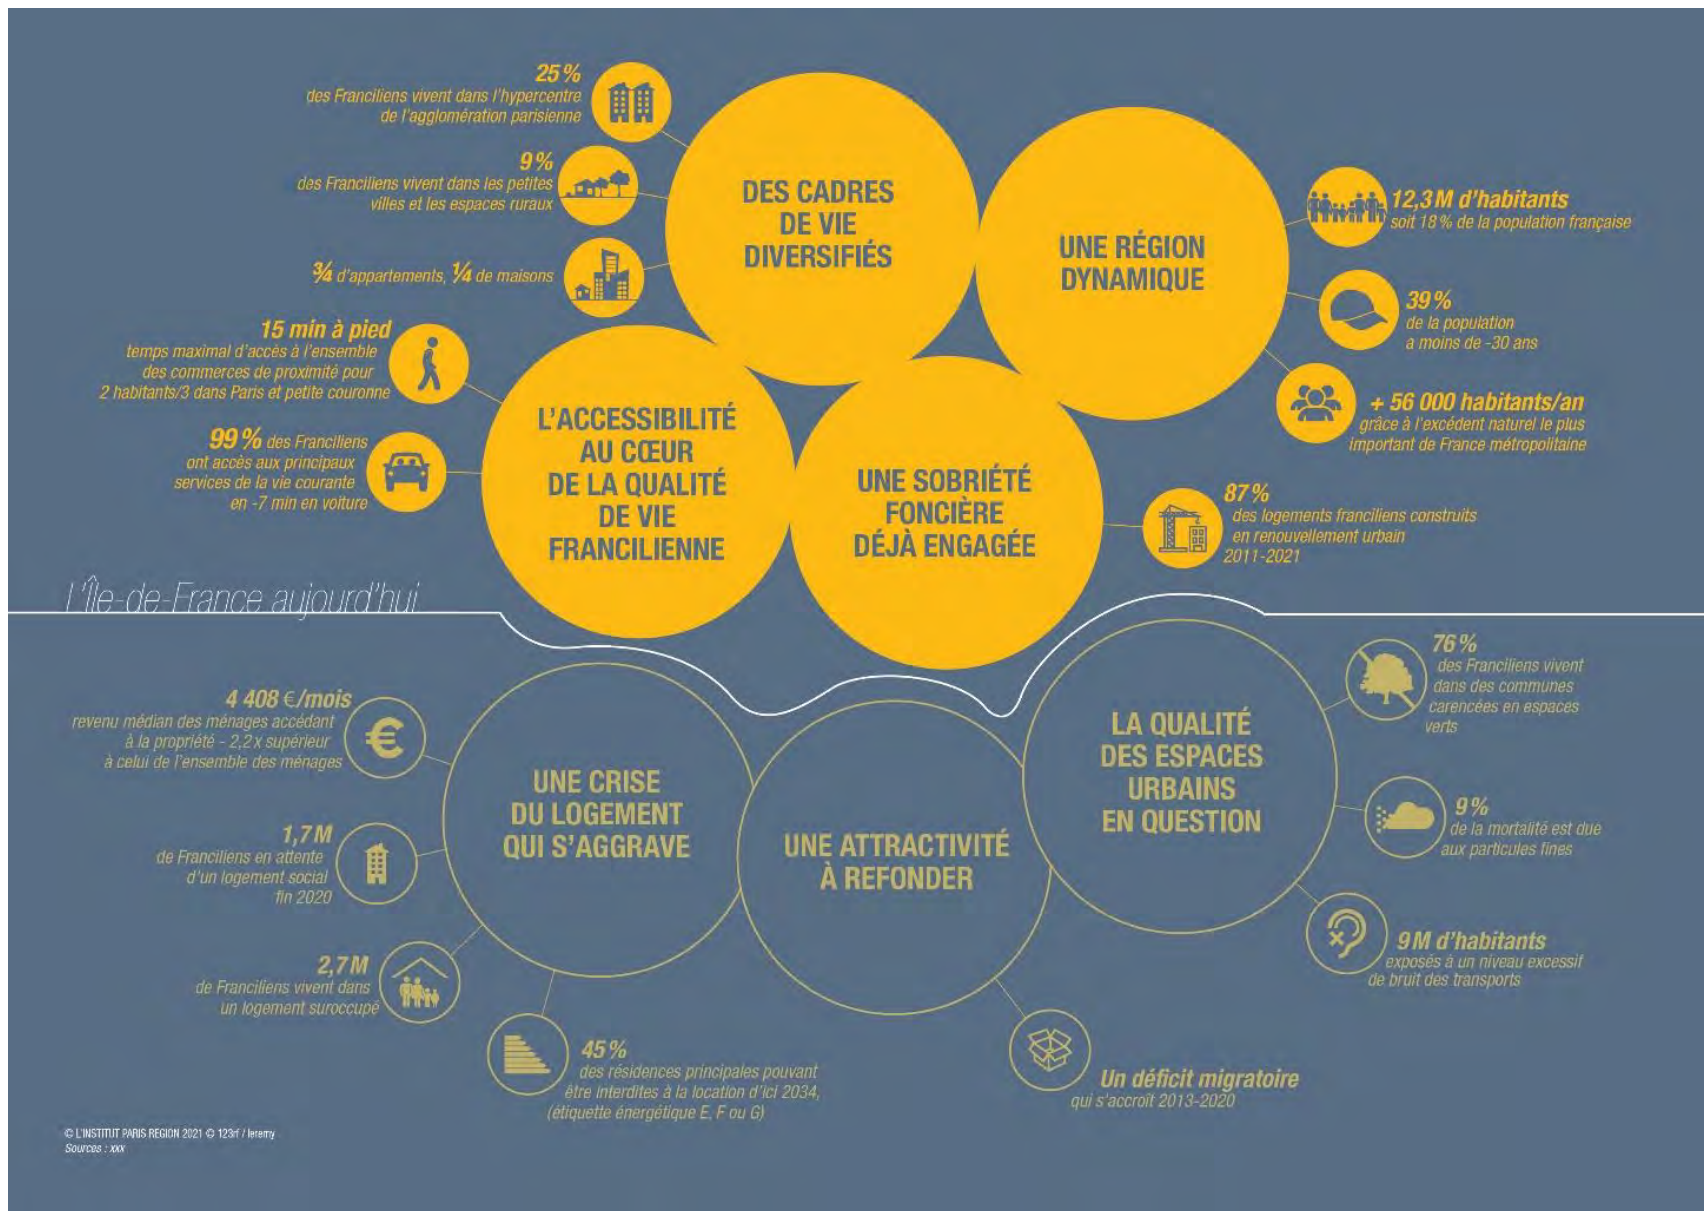 25 %
des Franciliens vivent dans l'hypercentre
de l'agglomération parisienne
9 %
des Franciliens vivent dans les petites
villes et les espaces ruraux
¾ d'appartements, ¼ de maisons
DES CADRES
DE VIE
DIVERSIFIÉS
UNE RÉGION
DYNAMIQUE
12,3 M d'habitants
soit 18 % de la population française
39 %
de la population
a moins de -30 ans
+ 56 000 habitants/an
grâce à l'excédent naturel le plus
important de France métropolitaine
15 min à pied
temps maximal d'accès à l'ensemble
des commerces de proximité pour
2 habitants/3 dans Paris et petite couronne
99 % des Franciliens
ont accès aux principaux
services de la vie courante
en -7 min en voiture
L'ACCESSIBILITÉ
AU CŒUR
DE LA QUALITÉ
DE VIE
FRANCILIENNE
UNE SOBRIÉTÉ
FONCIÈRE
DÉJÀ ENGAGÉE
87 %
des logements franciliens construits
en renouvellement urbain
2011-2021
L'Île-de-France aujourd'hui
4 408 €/mois
revenu médian des ménages accédant
à la propriété - 2,2 x supérieur
à celui de l'ensemble des ménages
1,7 M
de Franciliens en attente
d'un logement social
fin 2020
2,7 M
de Franciliens vivent dans
un logement suroccupé
45 %
des résidences principales pouvant
être interdites à la location d'ici 2034,
(étiquette énergétique E, F ou G)
UNE CRISE
DU LOGEMENT
QUI S'AGGRAVE
UNE ATTRACTIVITÉ
À REFONDER
Un déficit migratoire
qui s'accroît 2013-2020
LA QUALITÉ
DES ESPACES
URBAINS
EN QUESTION
76 %
des Franciliens vivent
dans des communes
carencées en espaces
verts
9 %
de la mortalité est due
aux particules fines
9 M d'habitants
exposés à un niveau excessif
de bruit des transports
© L'INSTITUT PARIS REGION 2021 © 123rf / leremy
Sources : xxx